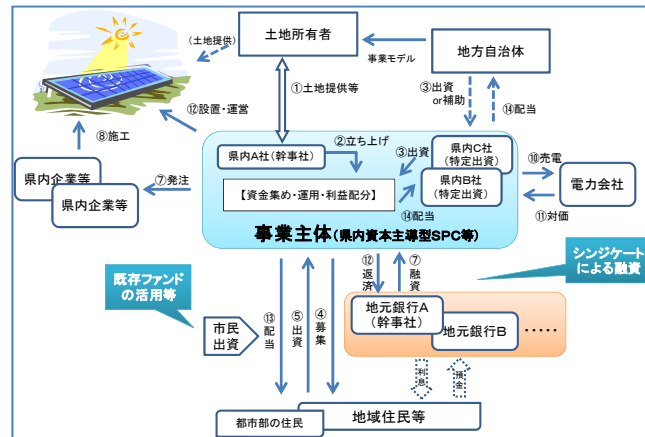 土地所有者
(土地提供)
事業モデル
地方自治体
①土地提供等
③出資
or補助
⑭配当
⑫設置・運営
⑧施工
県内企業等
県内企業等
⑦発注
県内A社(幹事社)
②立ち上げ
③出資
県内C社
(特定出資)
県内B社
(特定出資)
【資金集め・運用・利益配分】
⑭配当
事業主体(県内資本主導型SPC等)
⑩売電
電力会社
⑪対価
既存ファンド
の活用等
シンジケート
による融資
市民
出資
⑬配当
⑤出資
④募集
⑫返済
⑦融資
地元銀行A
(幹事社)
地元銀行B
・・・・・
利息
預金
都市部の住民
地域住民等